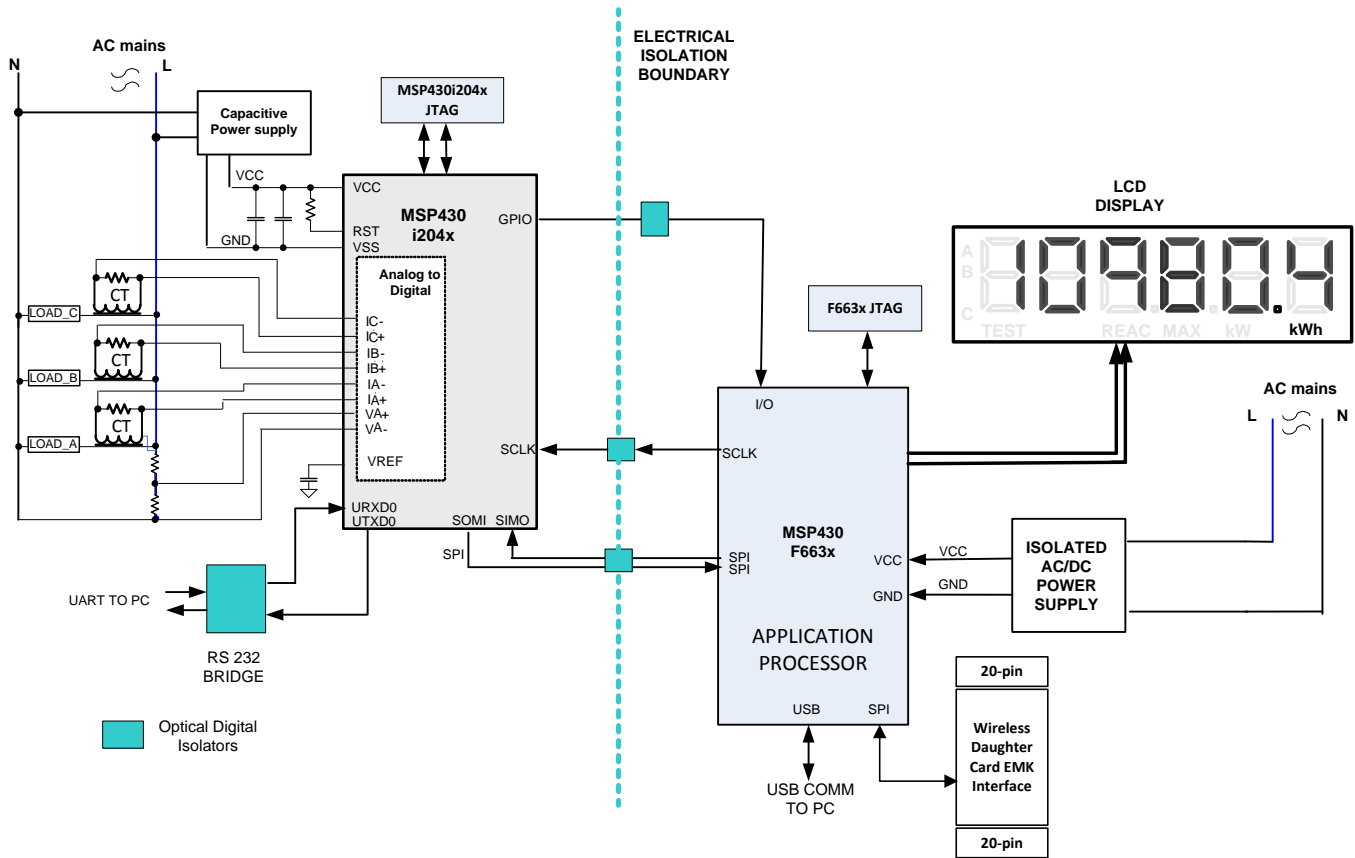 AC mains
N
L
Capacitive
Power supply
MSP430i204x
JTAG
ELECTRICAL
ISOLATION
BOUNDARY
VCC
GND
VCC
RST
VSS
MSP430
i204x
GPIO
Analog to
Digital
IC-
IC+
IB-
IB+
IA-
IA+
VA+
VA-
VREF
SCLK
URXD0
UTXD0
SOMI
SIMO
SPI
CT
LOAD_C
CT
LOAD_B
CT
LOAD_A
UART TO PC
RS 232
BRIDGE
Optical Digital
Isolators
LCD
DISPLAY
A
B
C
10980.4
TEST
REAC
MAX
kW
kWh
F663x JTAG
I/O
SCLK
MSP430
F663x
SPI
SPI
VCC
GND
APPLICATION
PROCESSOR
USB
SPI
VCC
GND
AC mains
L
N
ISOLATED
AC/DC
POWER
SUPPLY
USB COMM
TO PC
20-pin
Wireless
Daughter
Card EMK
Interface
20-pin